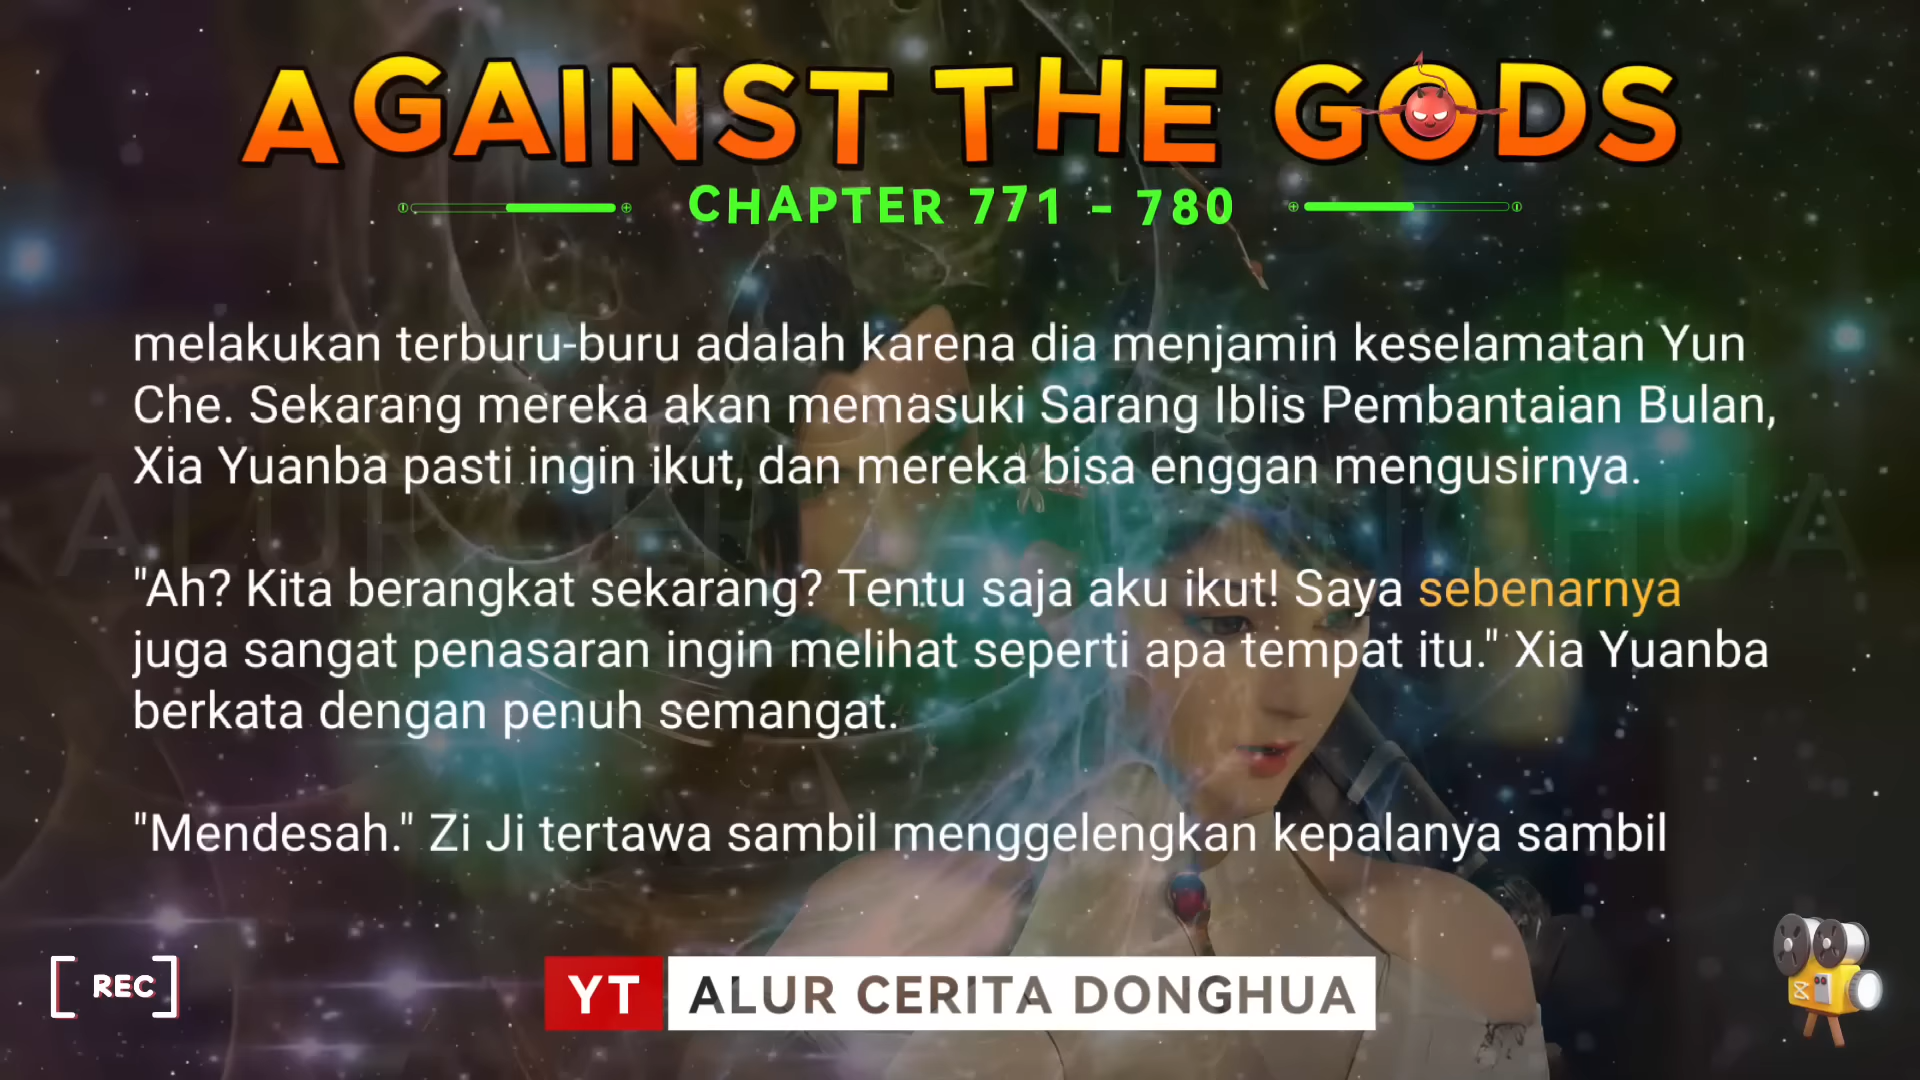 AGAINST THE GODS
CHAPTER 771 - 780
melakukan terburu-buru adalah karena dia menjamin keselamatan Yun
Che. Sekarang mereka akan memasuki Sarang Iblis Pembantaian Bulan,
Xia Yuanba pasti ingin ikut, dan mereka bisa enggan mengusirnya.
"Ah? Kita berangkat sekarang? Tentu saja aku ikut! Saya sebenarnya
juga sangat penasaran ingin melihat seperti apa tempat itu." Xia Yuanba
berkata dengan penuh semangat.
"Mendesah." Zi Ji tertawa sambil menggelengkan kepalanya sambil
ALUR CERITA DONGHUA
[ REC ]
YT ALUR CERITA DONGHUA